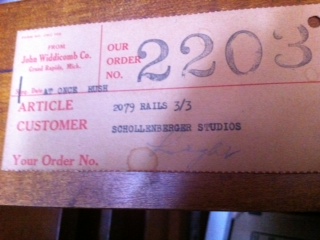 FROM
John Widdicomb Co.
Grand Rapids, Mich.
OUR
ORDER
NO. 2203
Date AT ONCE RUSH
ARTICLE 2079 RAILS 3/3
CUSTOMER SCHOLLENBERGER STUDIOS
Your Order No.